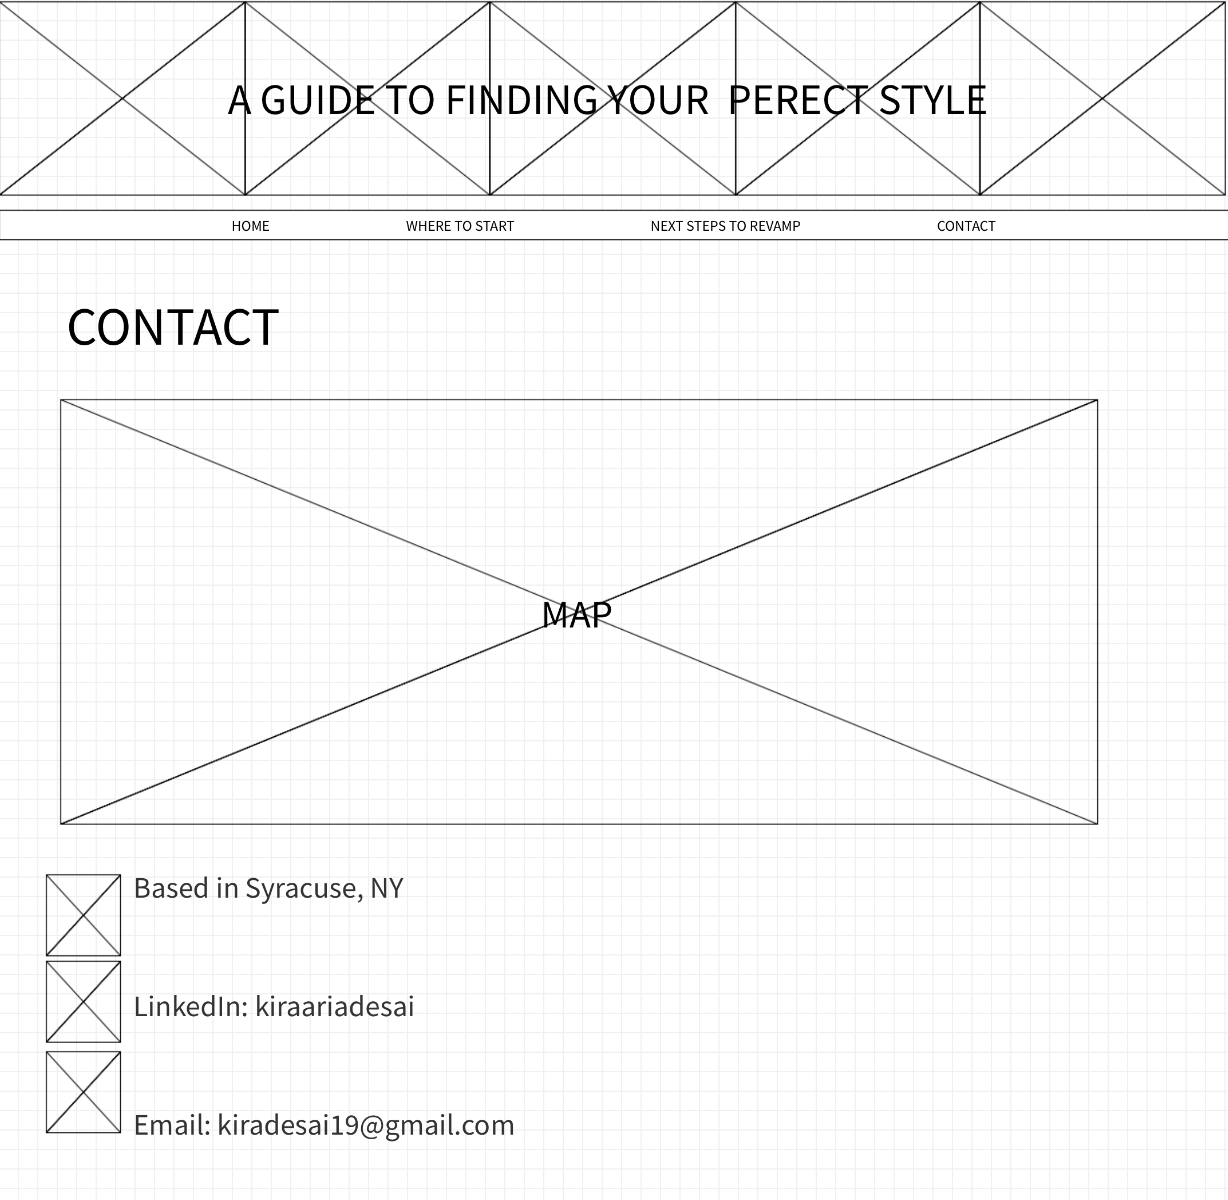 A GUIDE TO FINDING YOUR  PERECT STYLE
HOME WHERE TO START NEXT STEPS TO REVAMP CONTACT
CONTACT
MAP
Based in Syracuse, NY
LinkedIn: kiraariadesai
Email: kiradesai19@gmail.com